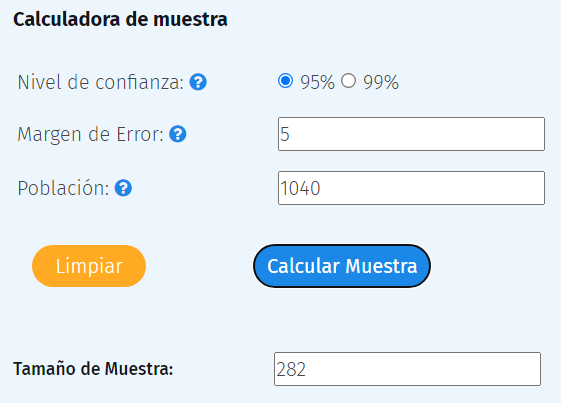 Calculadora de muestra
Nivel de confianza: ? 95% 99%
Margen de Error: ? 5
Población: ? 1040
Limpiar Calcular Muestra
Tamaño de Muestra: 282